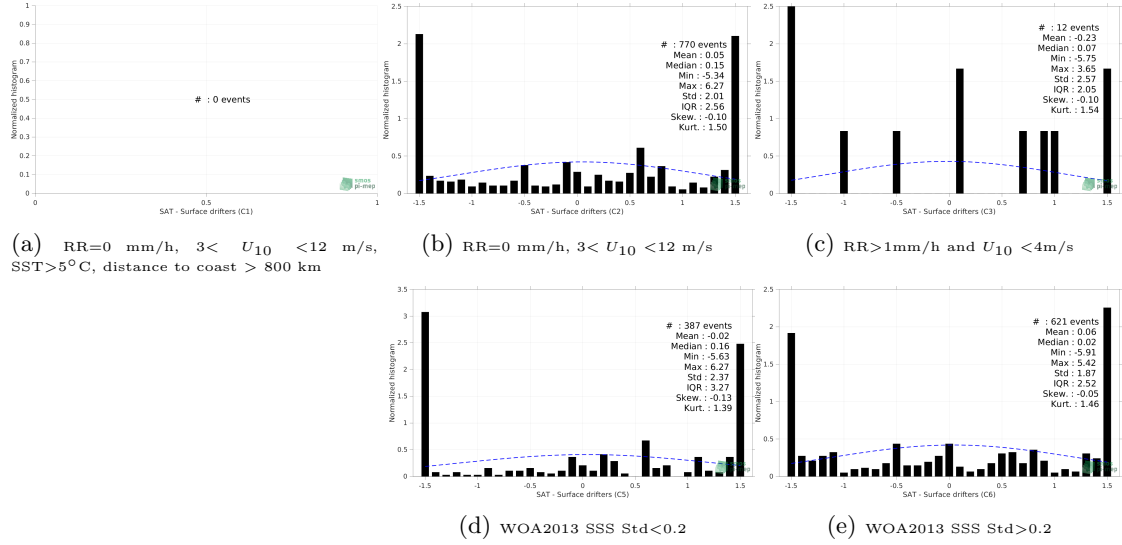 1
0.9
0.8
0.7
0.6
0.5
0.4
0.3
0.2
0.1
0
Normalized histogram
# : 0 events
smos
pi-mep
0 0.5 1
SAT - Surface drifters (C1)
(a) RR=0 mm/h, 3< U10 <12 m/s,
SST>5°C, distance to coast > 800 km
2.5
2
1.5
1
0.5
0
Normalized histogram
# : 770 events
Mean : 0.05
Median : 0.15
Min : -5.34
Max : 6.27
Std : 2.01
IQR : 2.56
Skew. : -0.10
Kurt. : 1.50
pi-mep
-1.5 -1 -0.5 0 0.5 1 1.5
SAT - Surface drifters (C2)
(b) RR=0 mm/h, 3< U10 <12 m/s
2.5
2
1.5
1
0.5
0
Normalized histogram
# : 12 events
Mean : -0.23
Median : 0.07
Min : -5.75
Max : 3.65
Std : 2.57
IQR : 2.05
Skew. : -0.10
Kurt. : 1.54
pi-mep
-1.5 -1 -0.5 0 0.5 1 1.5
SAT - Surface drifters (C3)
(c) RR>1mm/h and U10 <4m/s
3.5
3
2.5
2
1.5
1
0.5
0
Normalized histogram
# : 387 events
Mean : -0.02
Median : 0.16
Min : -5.63
Max : 6.27
Std : 2.37
IQR : 3.27
Skew. : -0.13
Kurt. : 1.39
pi-mep
-1.5 -1 -0.5 0 0.5 1 1.5
SAT - Surface drifters (C5)
(d) WOA2013 SSS Std<0.2
2.5
2
1.5
1
0.5
0
Normalized histogram
# : 621 events
Mean : 0.06
Median : 0.02
Min : -5.91
Max : 5.42
Std : 1.87
IQR : 2.52
Skew. : -0.05
Kurt. : 1.46
pi-mep
-1.5 -1 -0.5 0 0.5 1 1.5
SAT - Surface drifters (C6)
(e) WOA2013 SSS Std>0.2